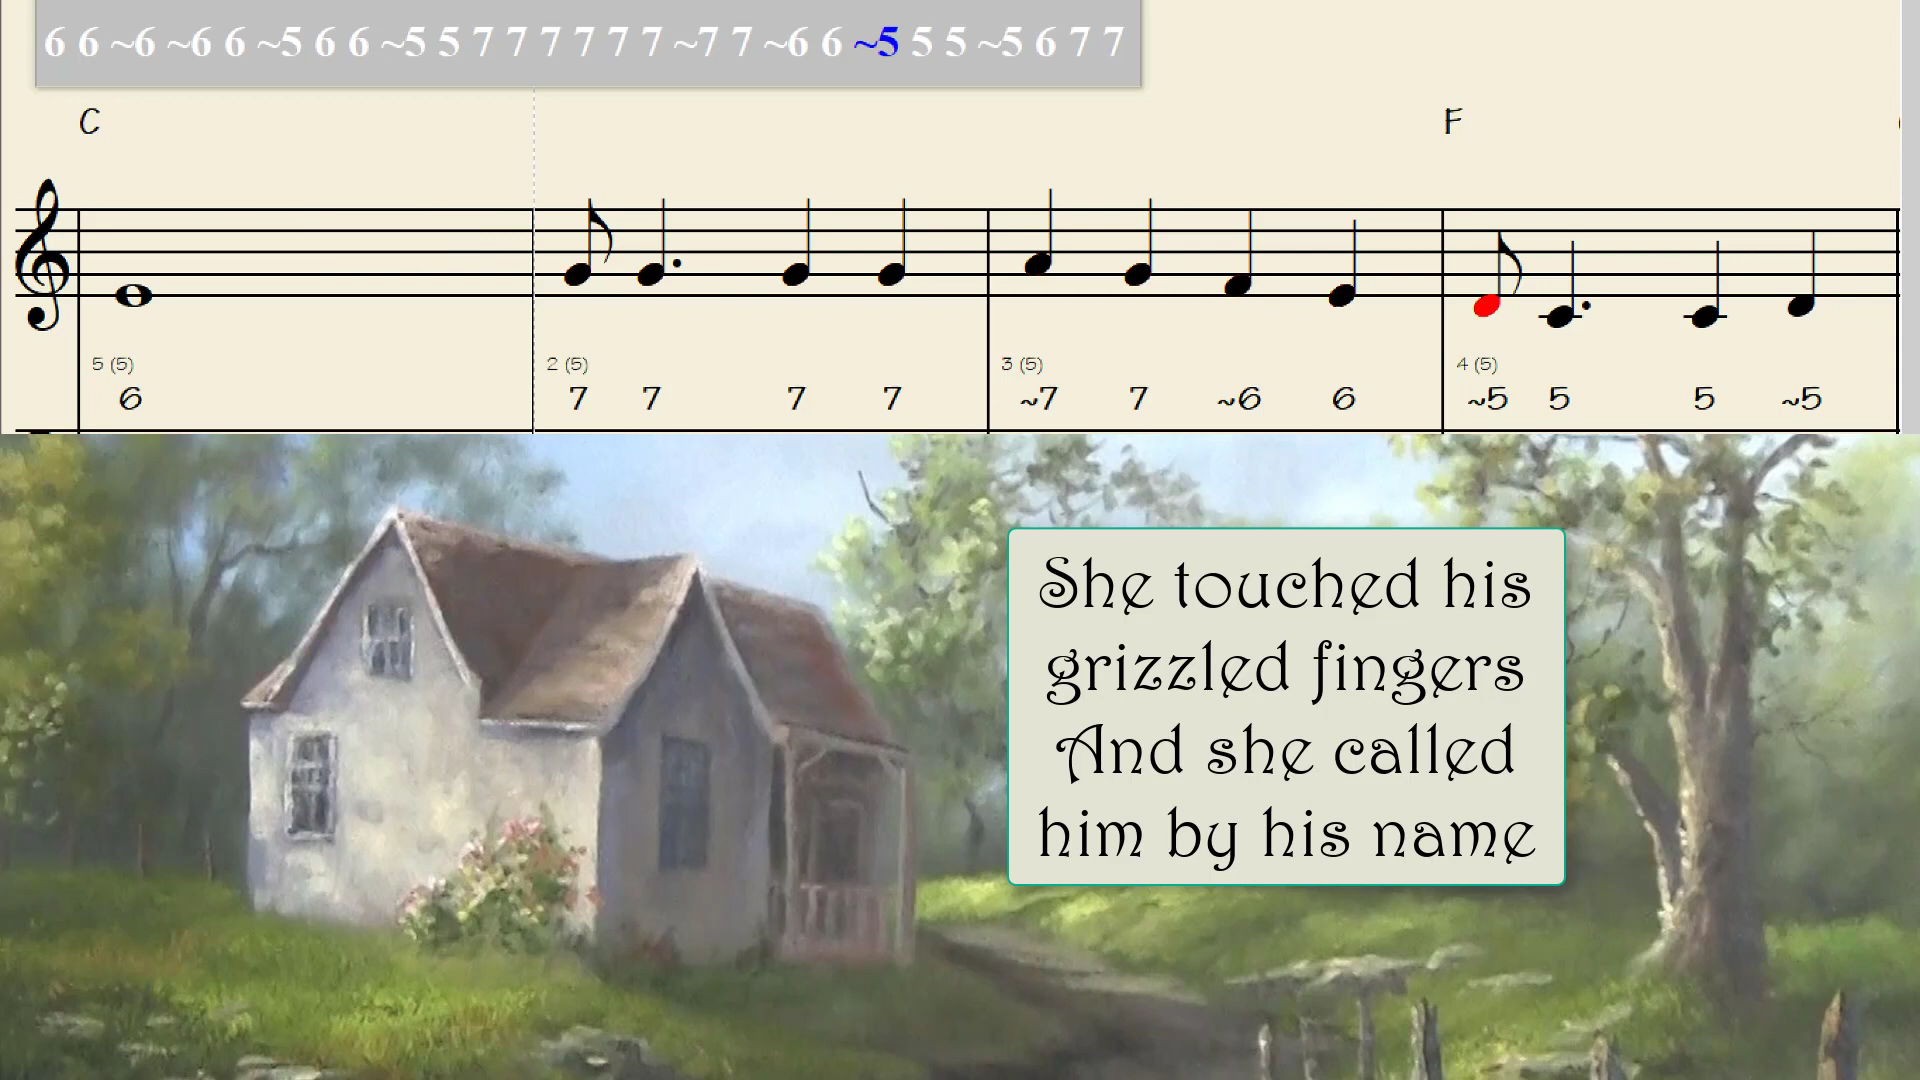 6 6 ~6 ~6 6 ~5 6 6 ~5 5 7 7 7 7 7 7 ~7 7 ~6 6 ~5 5 5 ~5 6 7 7
C F
5 (5) 2 (5) 3 (5) 4 (5)
6 7 7 7 7 ~7 7 ~6 6 ~5 5 5 ~5
She touched his
grizzled fingers
And she called
him by his name